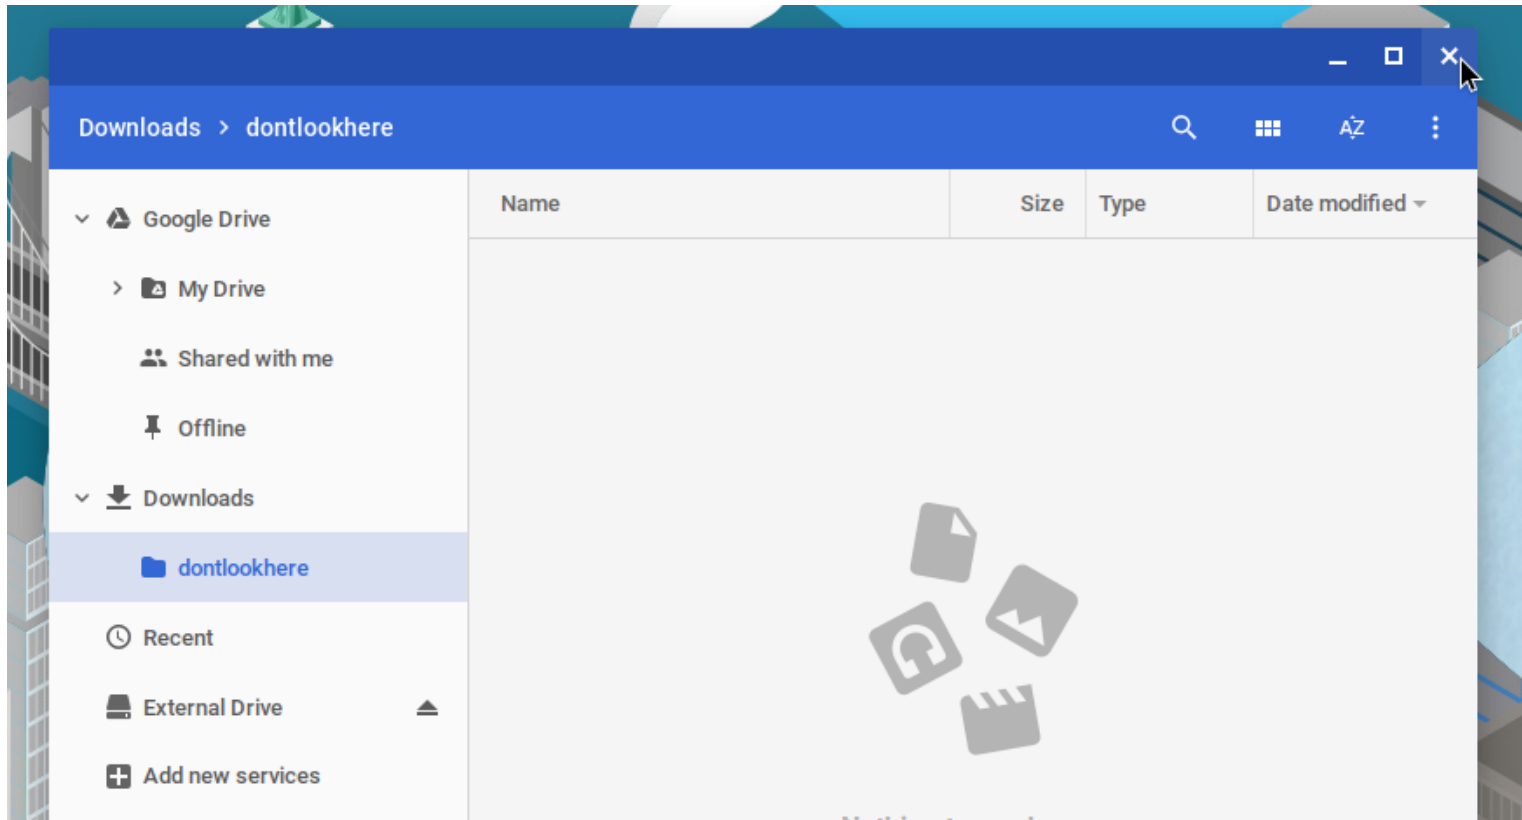 Downloads > dontlookhere
AZ
Google Drive
My Drive
Shared with me
Offline
Downloads
dontlookhere
Recent
External Drive
Add new services
Name Size Type Date modified